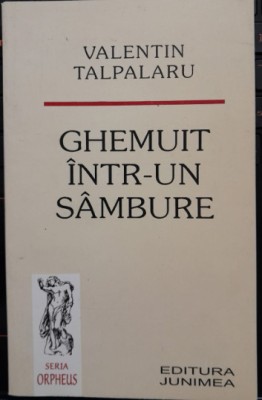 VALENTIN
TALPALARU
GHEMUIT
ÎNTR-UN
SÂMBURE
SERIA
ORPHEUS
EDITURA
JUNIMEA